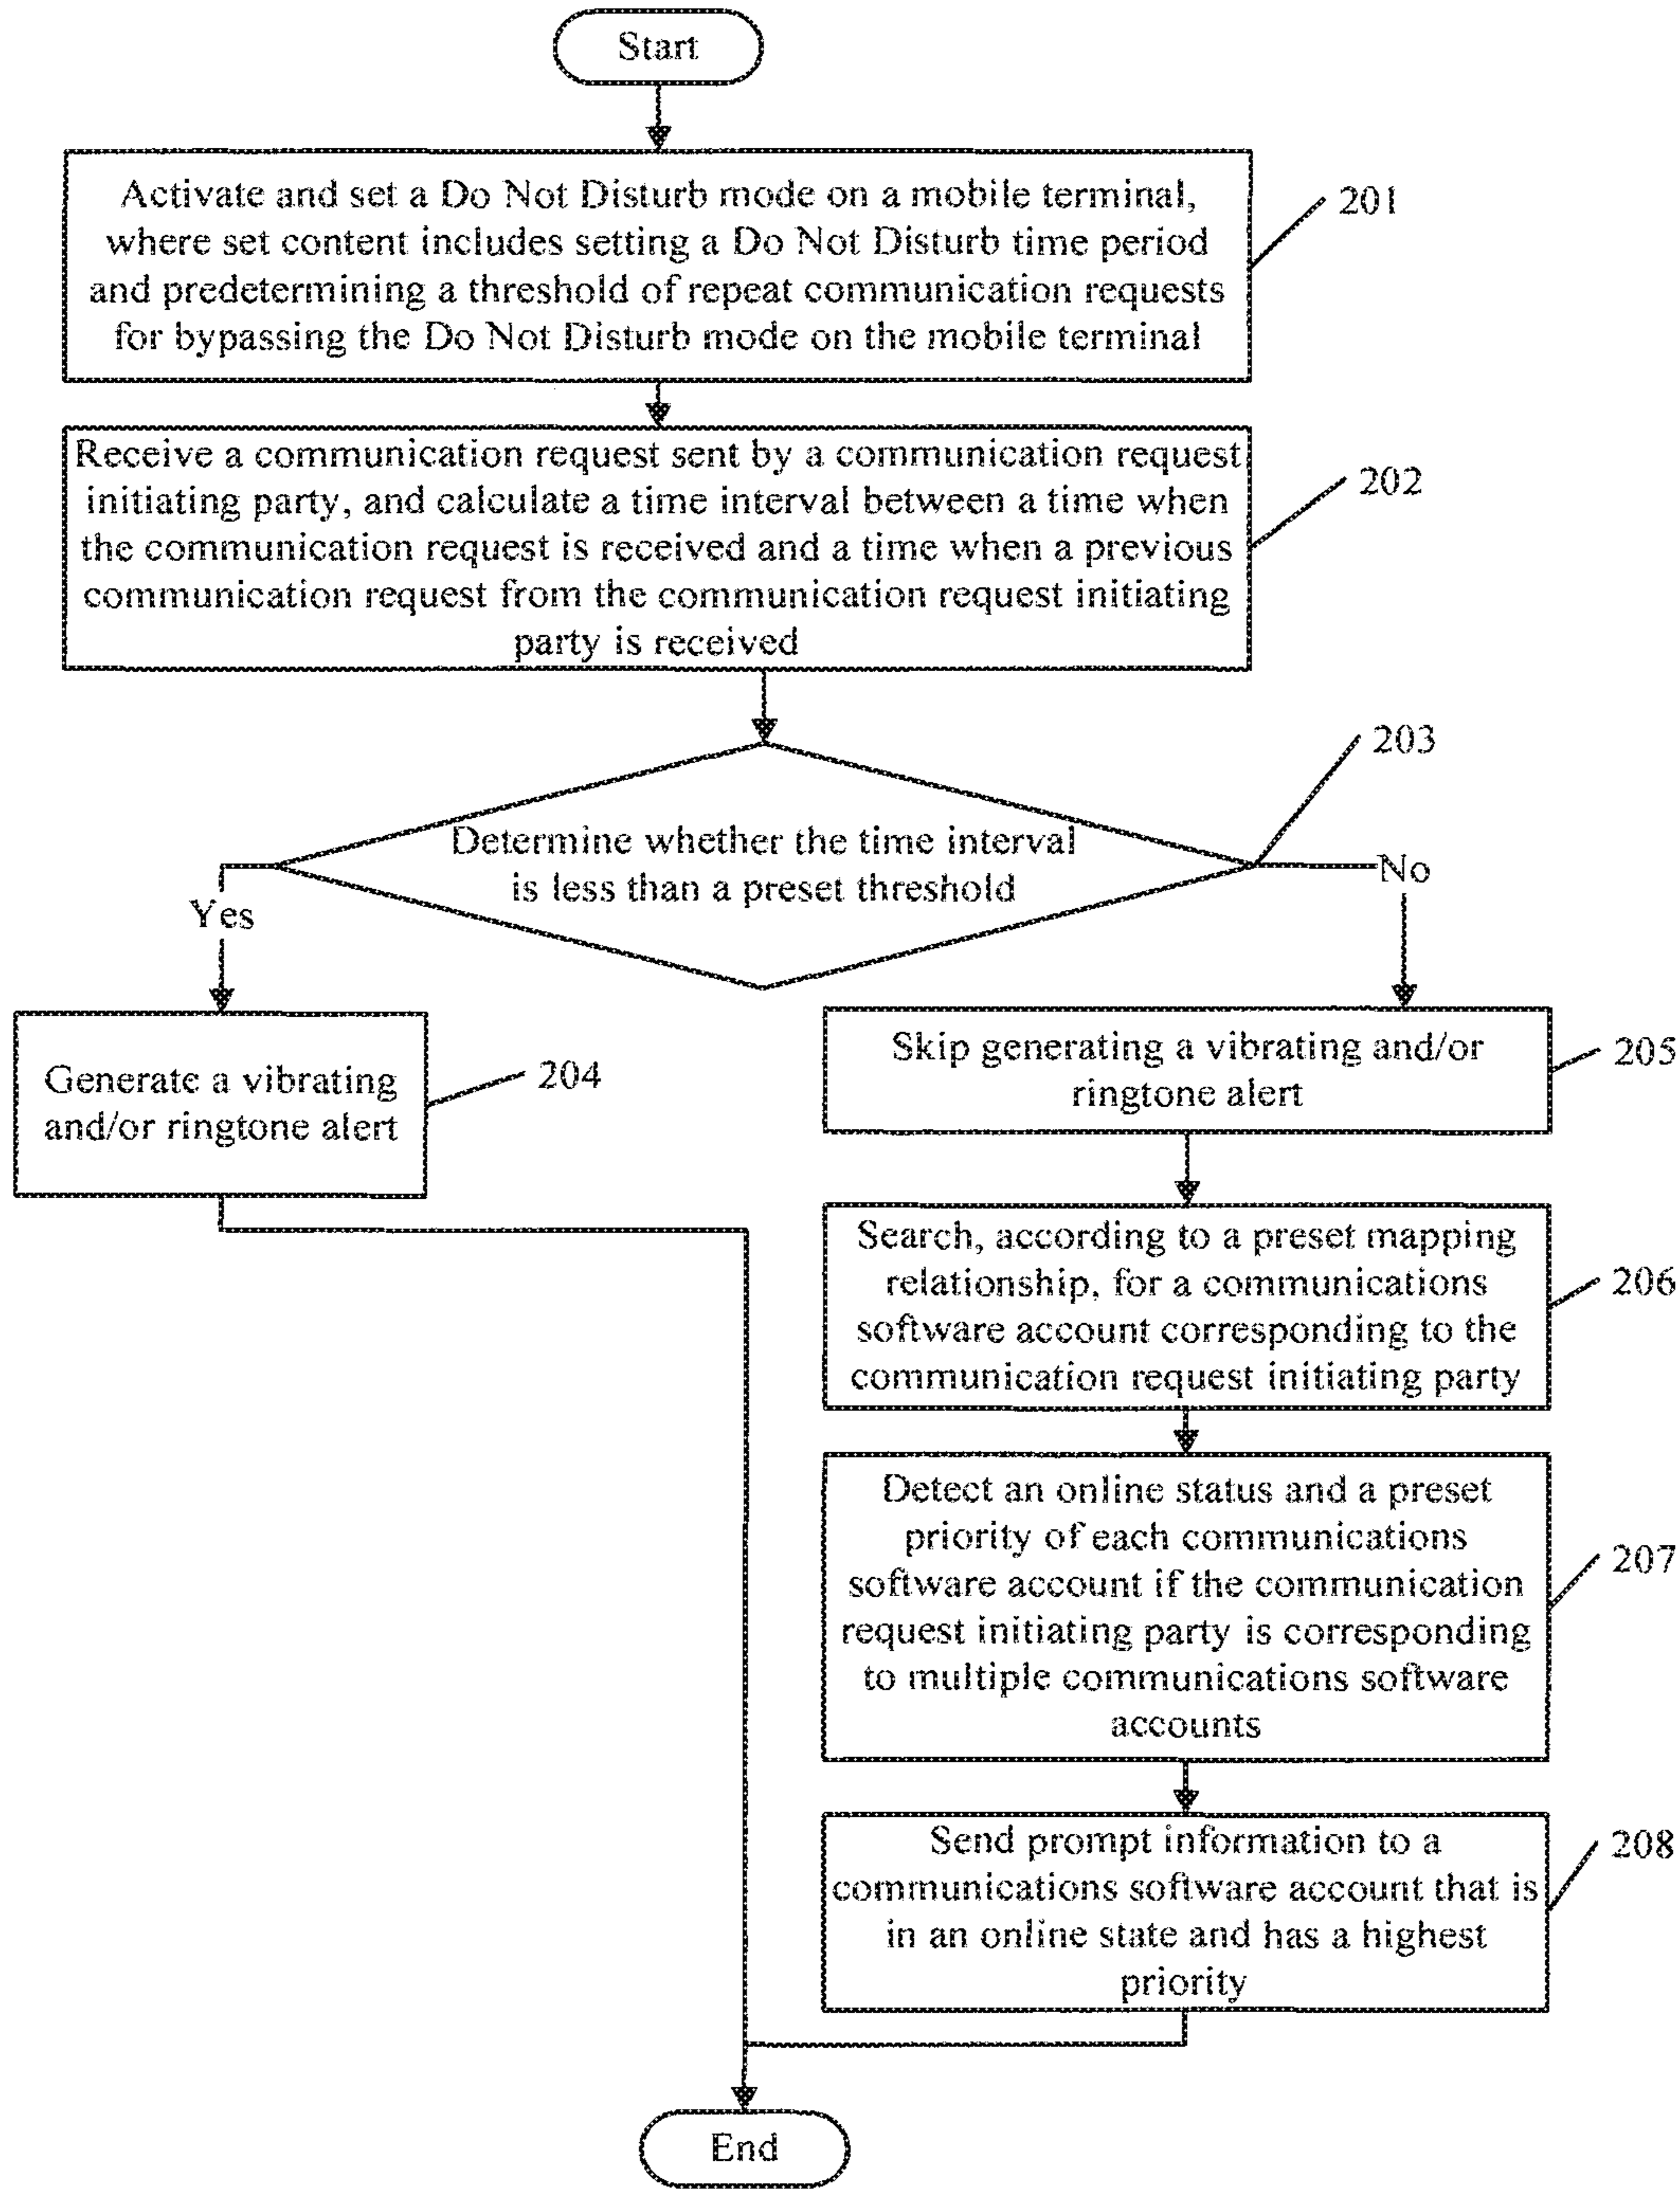 Start
Activate and set a Do Not Disturb mode on a mobile terminal,
where set content includes setting a Do Not Disturb time period
and predetermining a threshold of repeat communication requests
for bypassing the Do Not Disturb mode on the mobile terminal
201
Receive a communication request sent by a communication request
initiating party, and calculate a time interval between a time when
the communication request is received and a time when a previous
communication request from the communication request initiating
party is received
202
203
Determine whether the time interval
is less than a preset threshold
Yes
No
Generate a vibrating
and/or ringtone alert
204
Skip generating a vibrating and/or
ringtone alert
205
Search, according to a preset mapping
relationship, for a communications
software account corresponding to the
communication request initiating party
206
Detect an online status and a preset
priority of each communications
software account if the communication
request initiating party is corresponding
to multiple communications software
accounts
207
Send prompt information to a
communications software account that is
in an online state and has a highest
priority
208
End